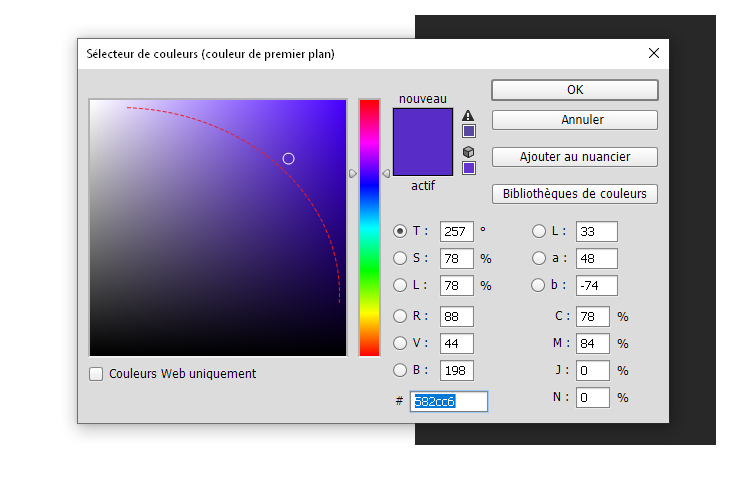 Sélecteur de couleurs (couleur de premier plan)
nouveau
actif
OK
Annuler
Ajouter au nuancier
Bibliothèques de couleurs
T : 257 °
S : 78 %
L : 78 %
R : 88
V : 44
B : 198
# 582cc6
L : 33
a : 48
b : -74
C : 78 %
M : 84 %
J : 0 %
N : 0 %
Couleurs Web uniquement